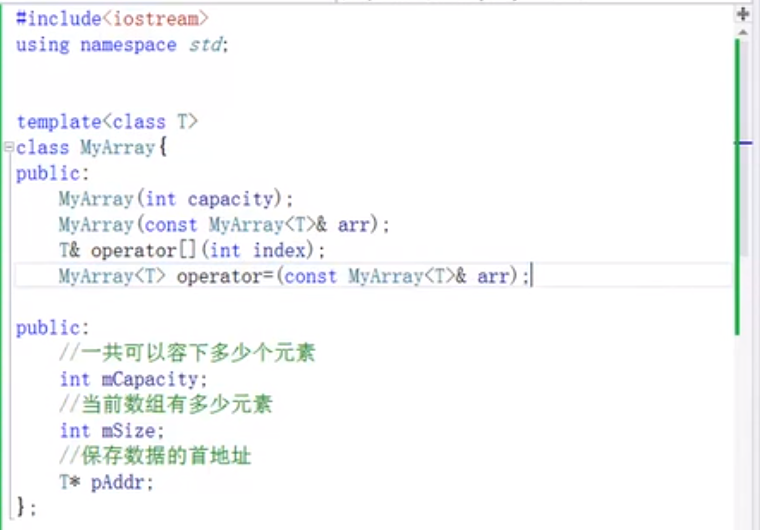 #include<iostream>
using namespace std;
template<class T>
class MyArray{
public:
MyArray(int capacity);
MyArray(const MyArray<T>& arr);
T& operator[](int index);
MyArray<T> operator=(const MyArray<T>& arr);
public:
//一共可以容下多少个元素
int mCapacity;
//当前数组有多少元素
int mSize;
//保存数据的首地址
T* pAddr;
};